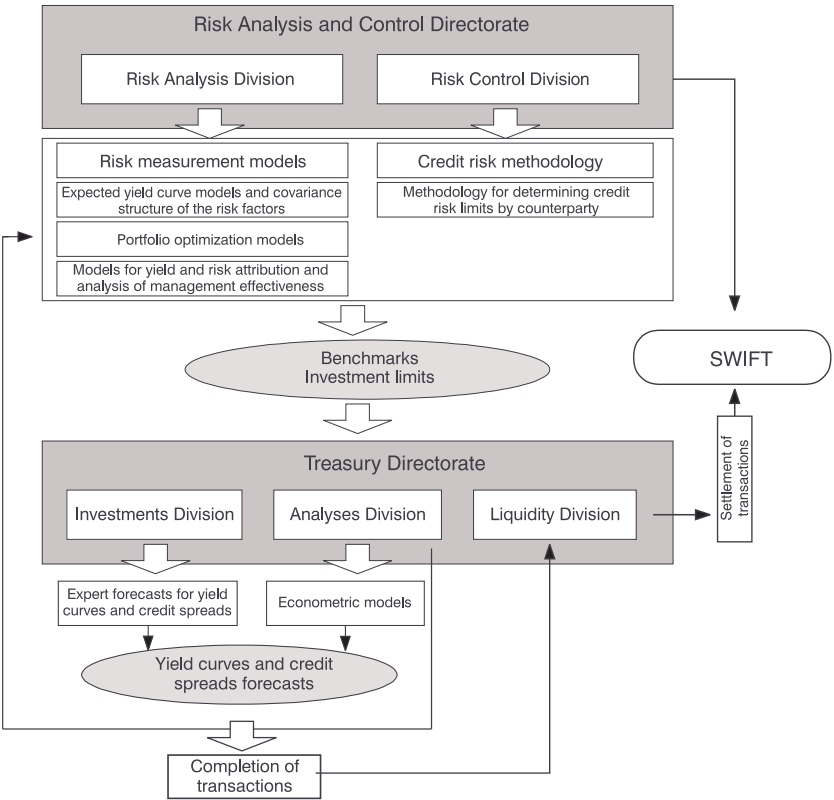 Risk Analysis and Control Directorate
Risk Analysis Division
Risk Control Division
Risk measurement models
Credit risk methodology
Expected yield curve models and covariance
structure of the risk factors
Methodology for determining credit
risk limits by counterparty
Portfolio optimization models
Models for yield and risk attribution and
analysis of management effectiveness
Benchmarks
Investment limits
SWIFT
Settlement of
transactions
Treasury Directorate
Investments Division
Analyses Division
Liquidity Division
Expert forecasts for yield
curves and credit spreads
Econometric models
Yield curves and credit
spreads forecasts
Completion of
transactions